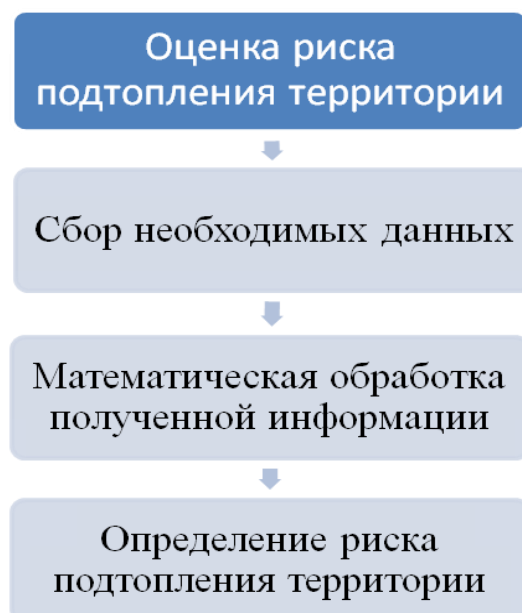 Оценка риска
подтопления территории
Сбор необходимых данных
Математическая обработка
полученной информации
Определение риска
подтопления территории